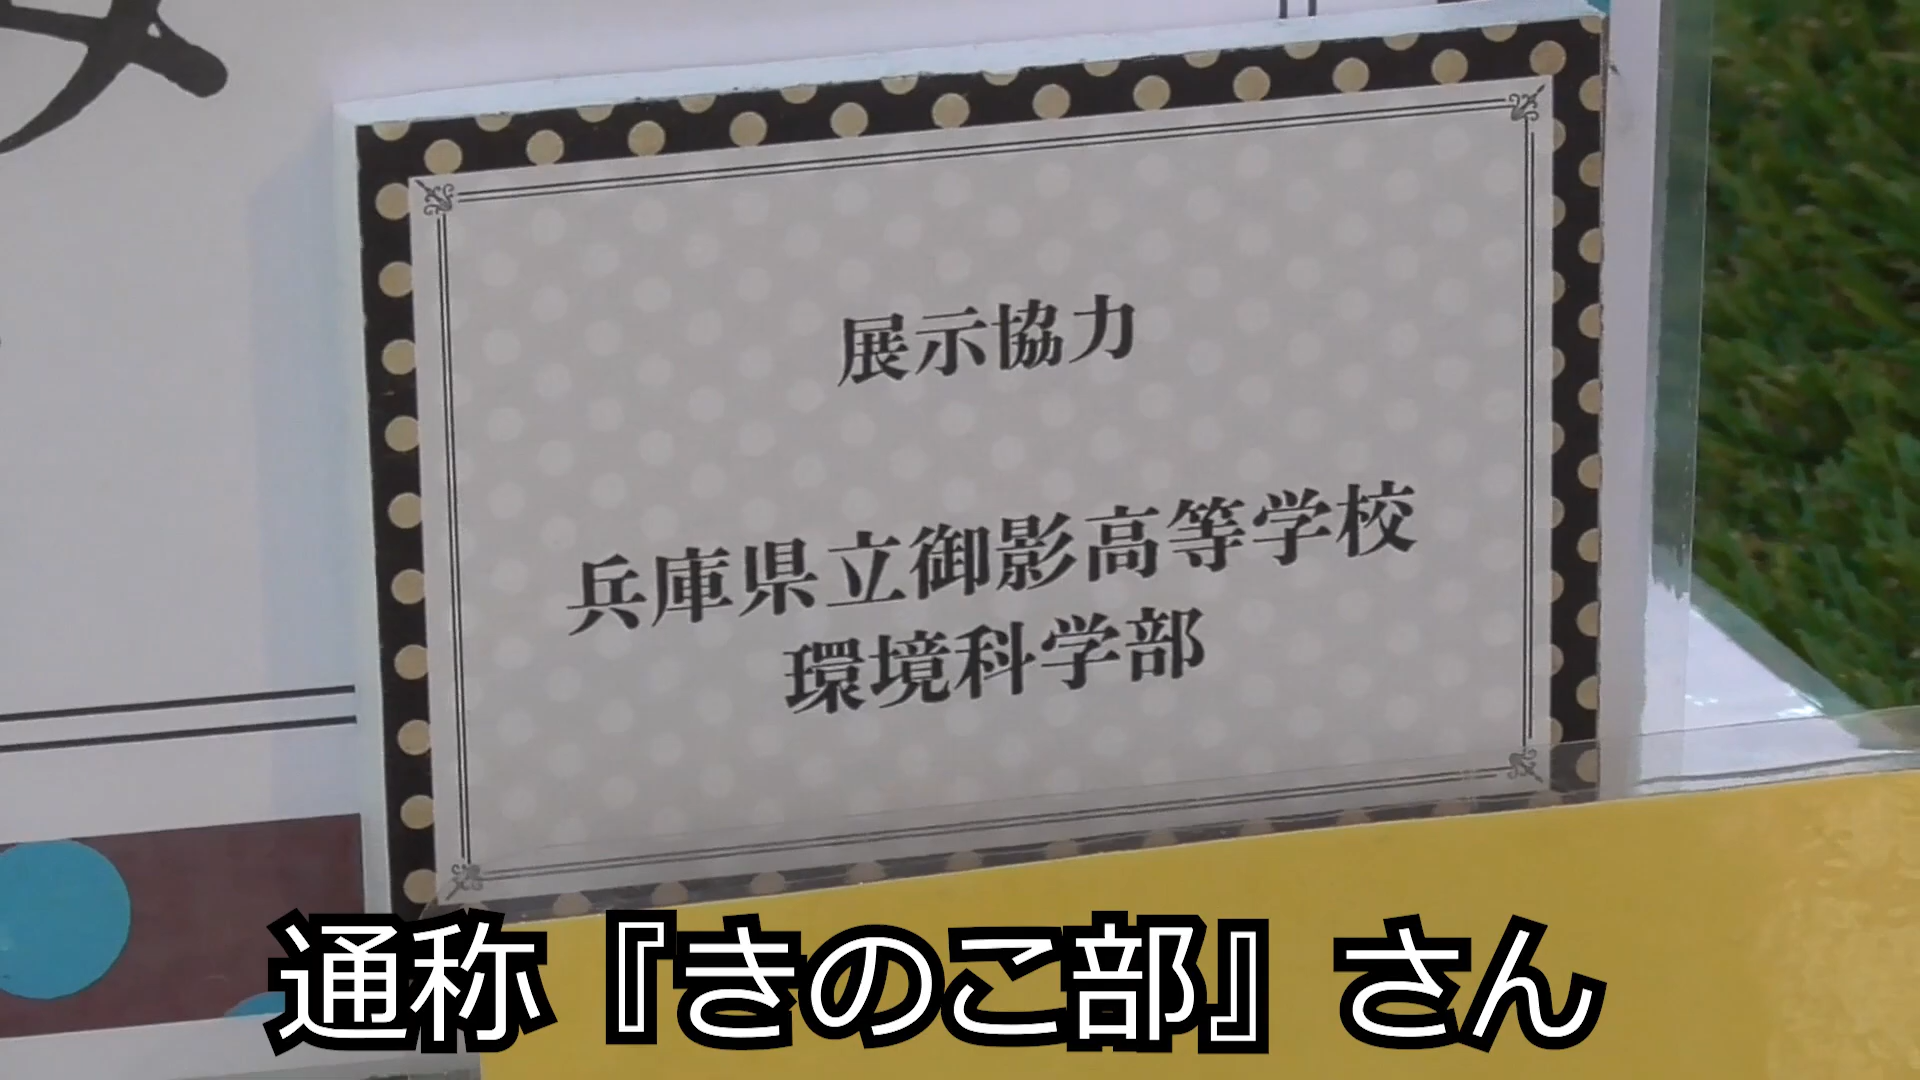 展示協力
兵庫県立御影高等学校
環境科学部
通称『きのこ部』さん